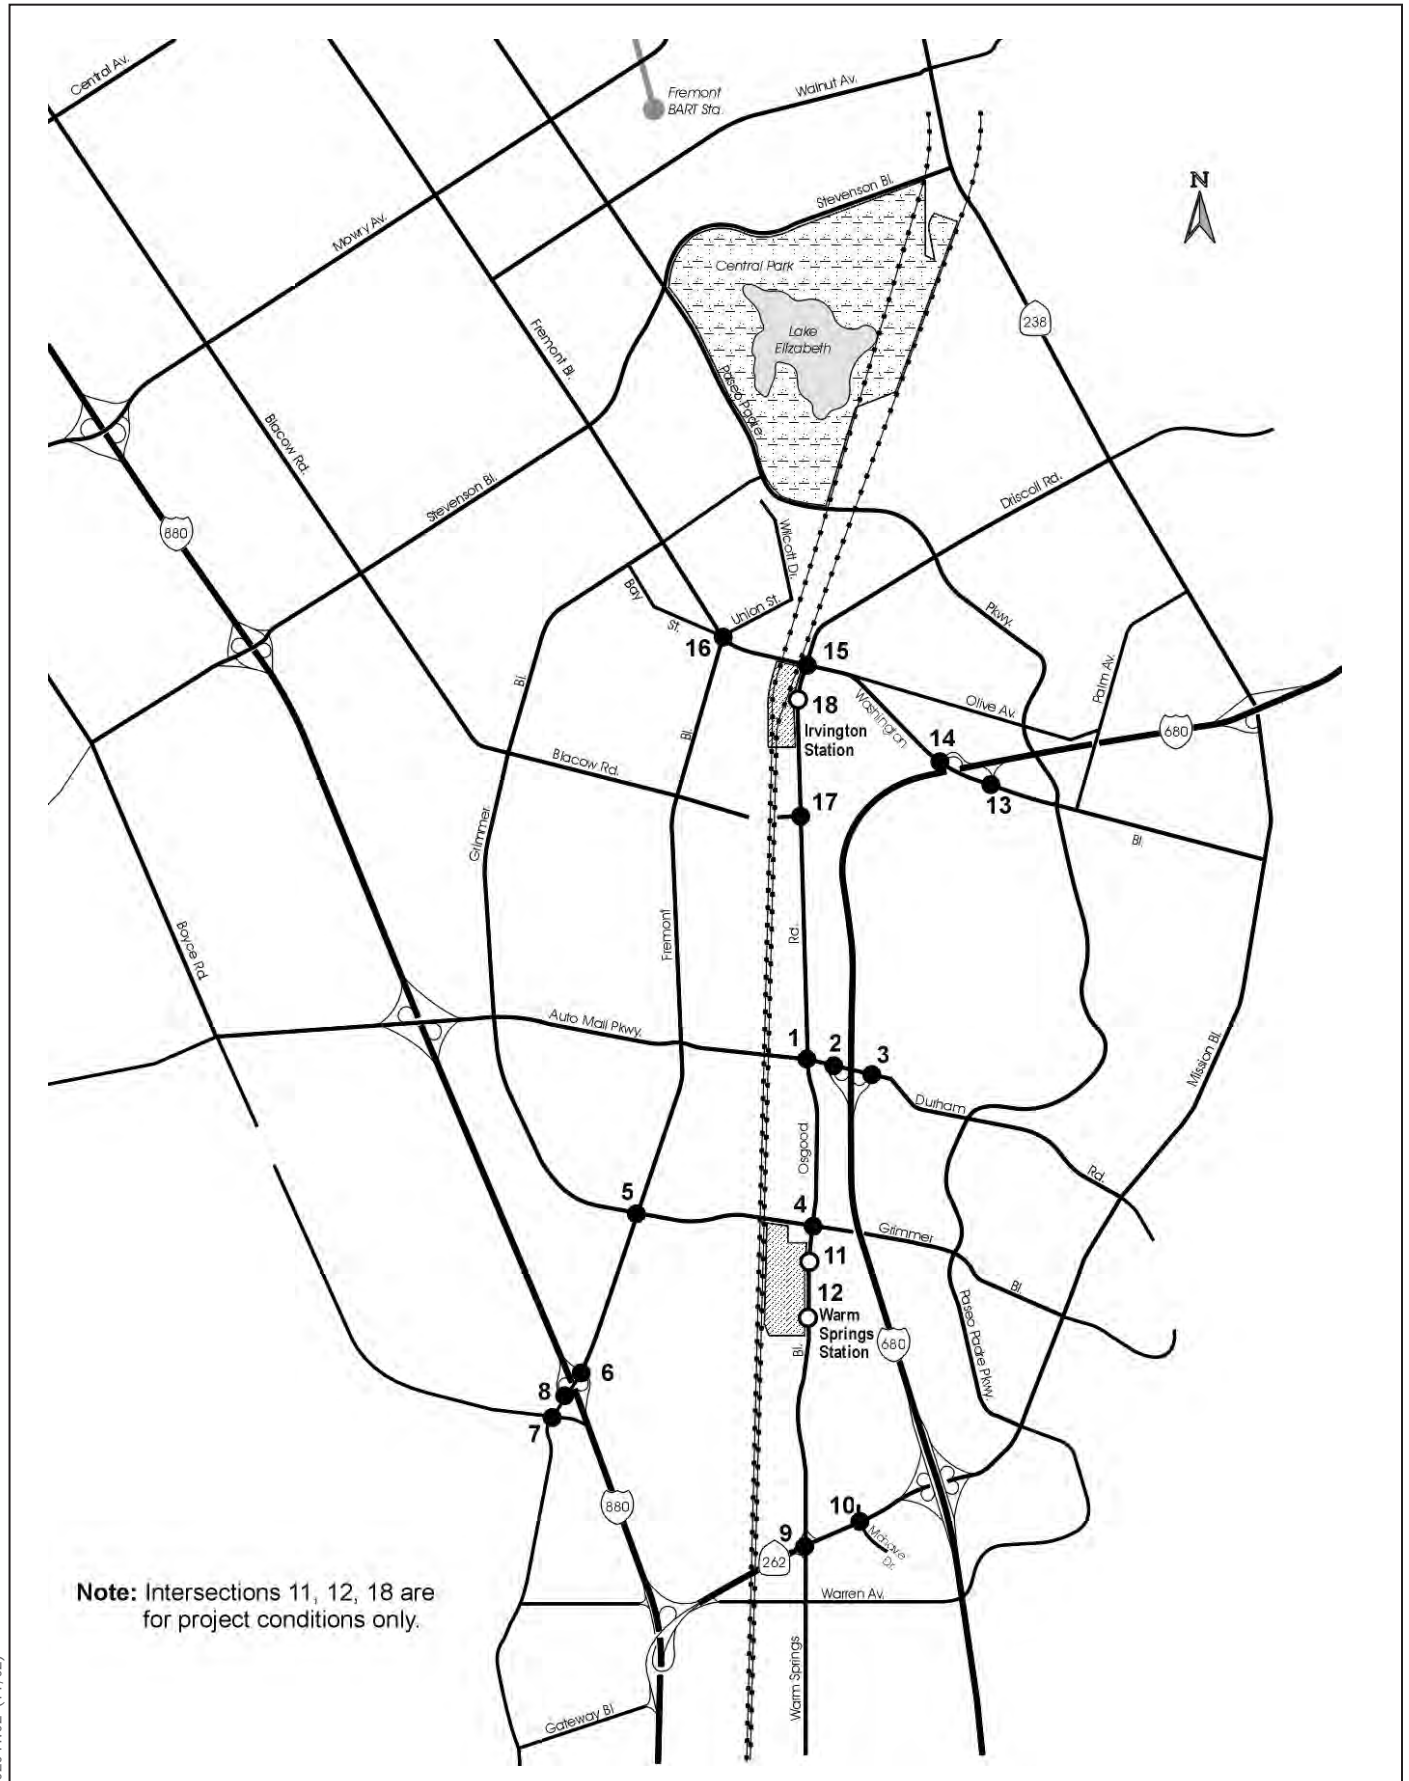 Central Av.
Fremont
BART Sta.
Walnut Av.
N
Stevenson Bl.
Mowry Av.
Central Park
238
Lake
Elizabeth
Fremont Bl.
Paseo Padre
Blacow Rd.
Stevenson Bl.
Driscoll Rd.
880
Wilcott Dr.
Bay
St.
Union St.
Pkwy.
16
15
Palm Av.
Bl.
18
Irvington
Station
Washington
Olive Av.
680
Bl.
14
Blacow Rd.
13
17
Grimmer
Bl.
Boyce Rd.
Fremont
Rd.
Auto Mall Pkwy.
1
2
3
Mission Bl.
Durham
Osgood
Rd.
5
4
Grimmer
11
Bl.
12
Warm
Springs
Station
Bl.
680
Paseo Padre Pkwy.
6
8
7
880
10
9
Mohave
Dr.
262
Note: Intersections 11, 12, 18 are
for project conditions only.
Warren Av.
Warm Springs
Gateway Bl